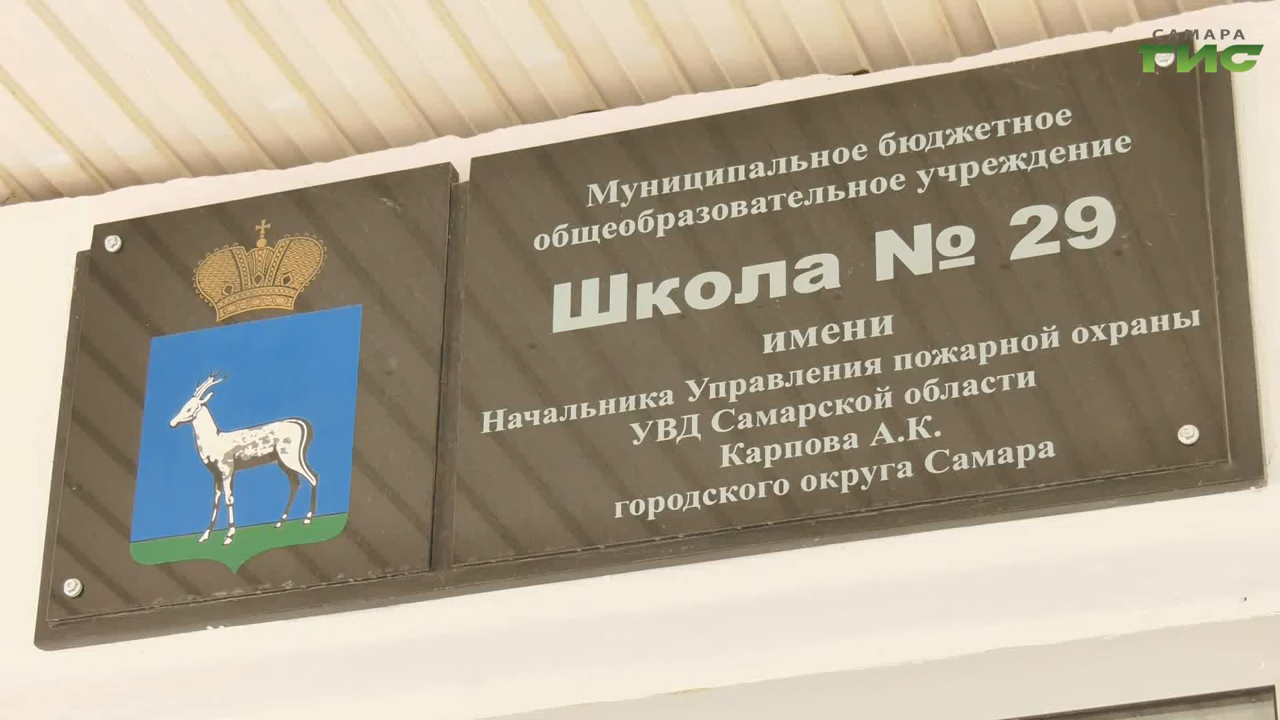 САМАРА
ГИС
Муниципальное бюджетное
общеобразовательное учреждение
Школа № 29
имени
Начальника Управления пожарной охраны
УВД Самарской области
Карпова А.К.
городского округа Самара